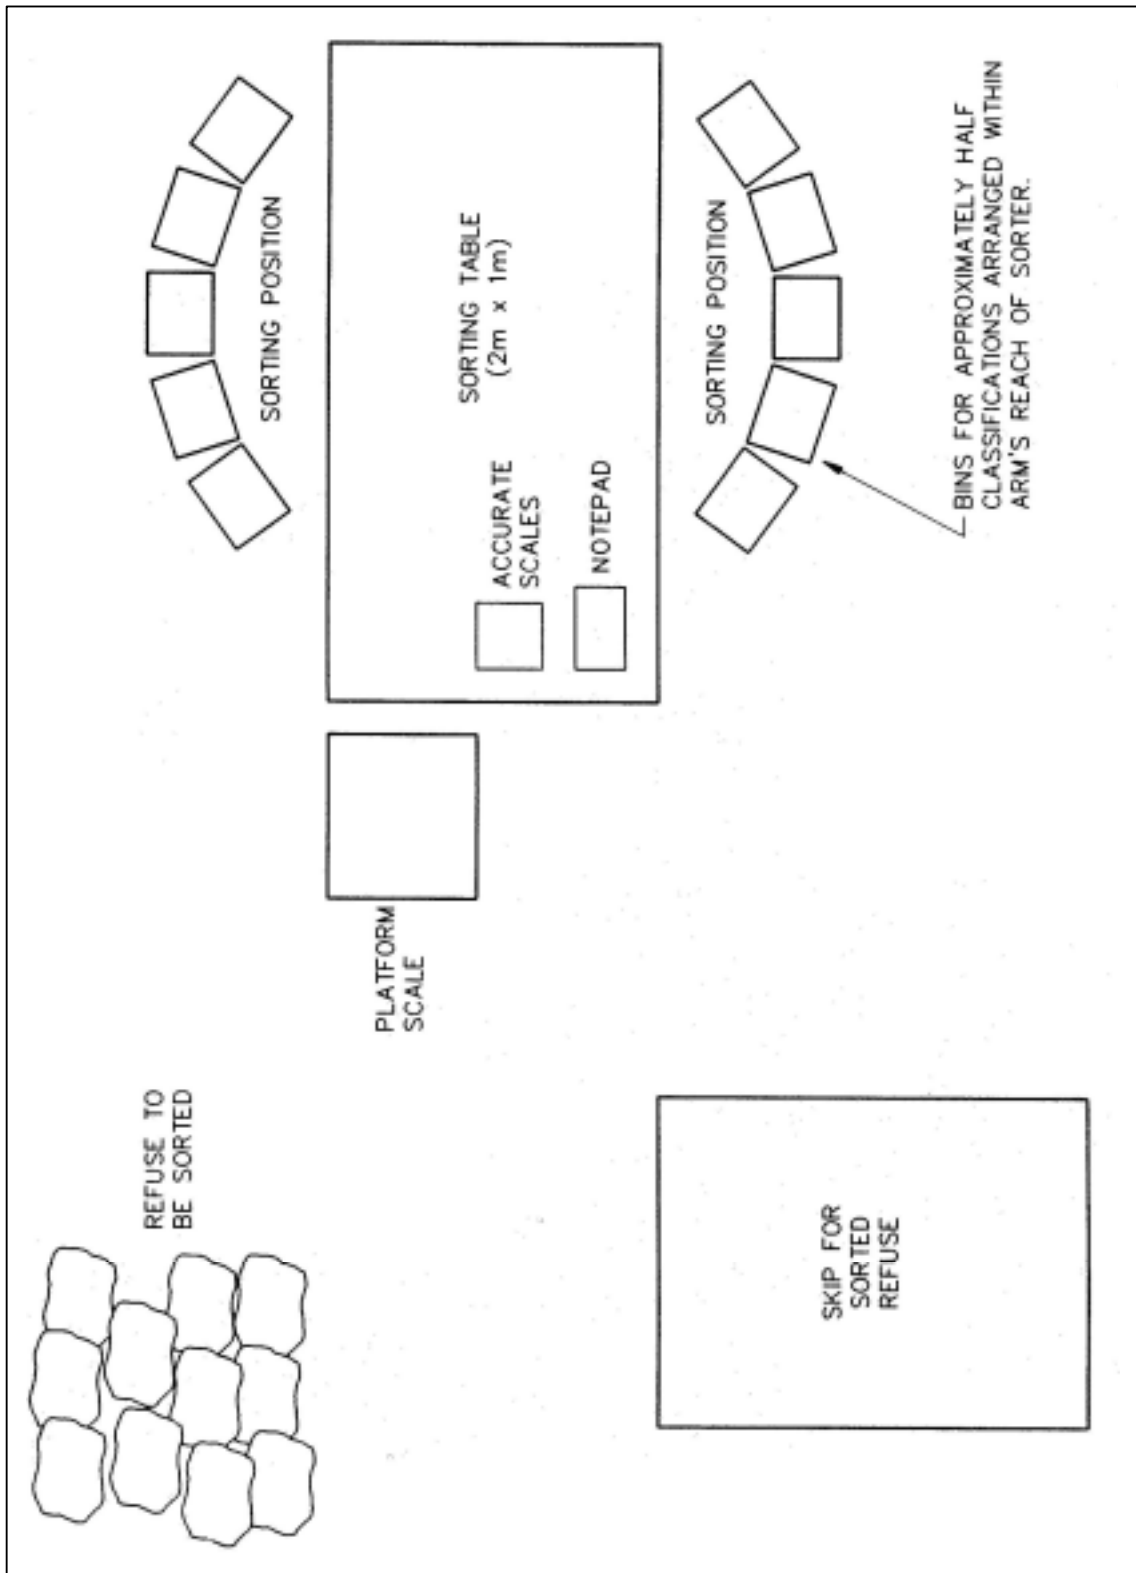 REFUSE TO
BE SORTED
PLATFORM
SCALE
SORTING POSITION
SORTING TABLE
(2m x 1m)
ACCURATE
SCALES
NOTEPAD
SORTING POSITION
SKIP FOR
SORTED
REFUSE
BINS FOR APPROXIMATELY HALF
CLASSIFICATIONS ARRANGED WITHIN
ARM'S REACH OF SORTER.